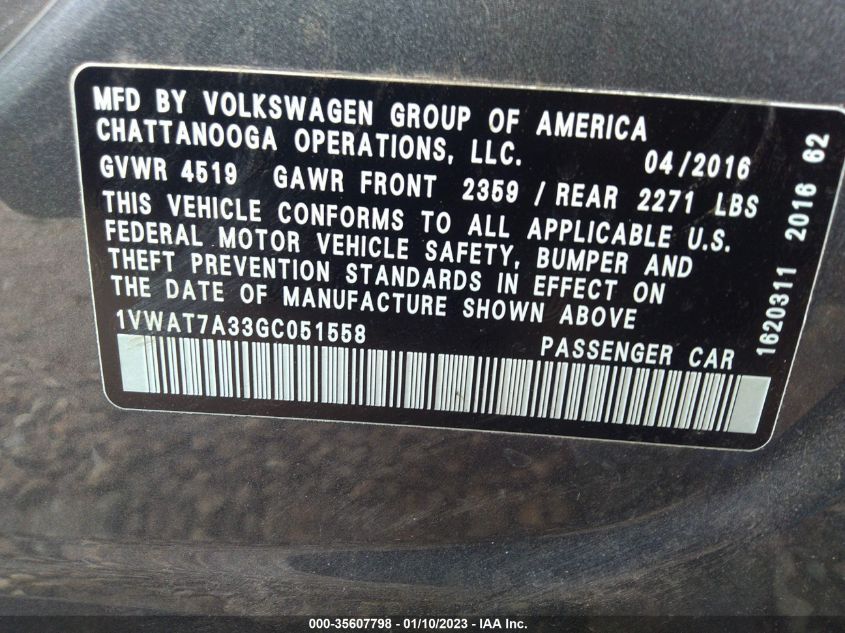 MFD BY VOLKSWAGEN GROUP OF AMERICA
CHATTANOOGA OPERATIONS, LLC. 04/2016
GVWR 4519 GAWR FRONT 2359 / REAR 2271 LBS
THIS VEHICLE CONFORMS TO ALL APPLICABLE U.S.
FEDERAL MOTOR VEHICLE SAFETY, BUMPER AND
THEFT PREVENTION STANDARDS IN EFFECT ON
THE DATE OF MANUFACTURE SHOWN ABOVE
1VWAT7A33GC051558 PASSENGER CAR
1620311 2016 62
000-35607798 - 01/10/2023 - IAA Inc.